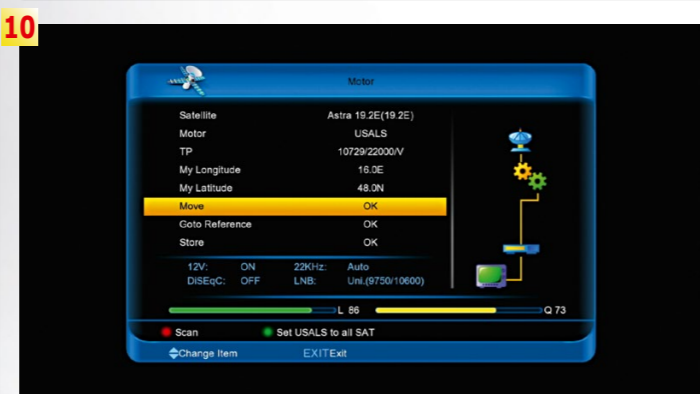 10
Motor
Satellite Astra 19.2E(19.2E)
Motor USALS
TP 10729/22000/V
My Longitude 16.0E
My Latitude 48.0N
Move OK
Goto Reference OK
Store OK
12V: ON 22KHz: Auto
DISEqC: OFF LNB: Uni.(9750/10600)
L 86 Q 73
Scan Set USALS to all SAT
Change Item EXITExit